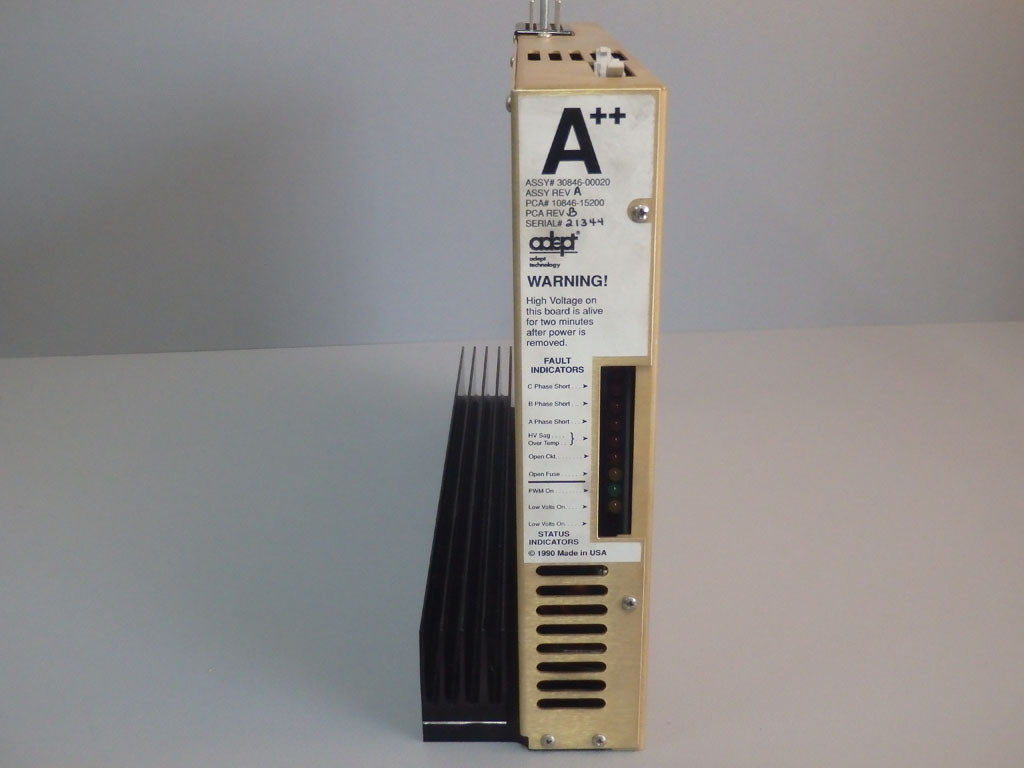 A++
ASSY# 30846-00020
ASSY REV A
PCA# 10846-15200
PCA REV B
SERIAL# 21344
adept®
adept
technology
WARNING!
High Voltage on
this board is alive
for two minutes
after power is
removed.
FAULT
INDICATORS
C Phase Short....
B Phase Short....
A Phase Short....
HV Sag.....
Over Temp...
Open Ckt.........
Open Fuse........
PWM On..........
Low Volts On.....
Low Volts On.....
STATUS
INDICATORS
© 1990 Made in USA